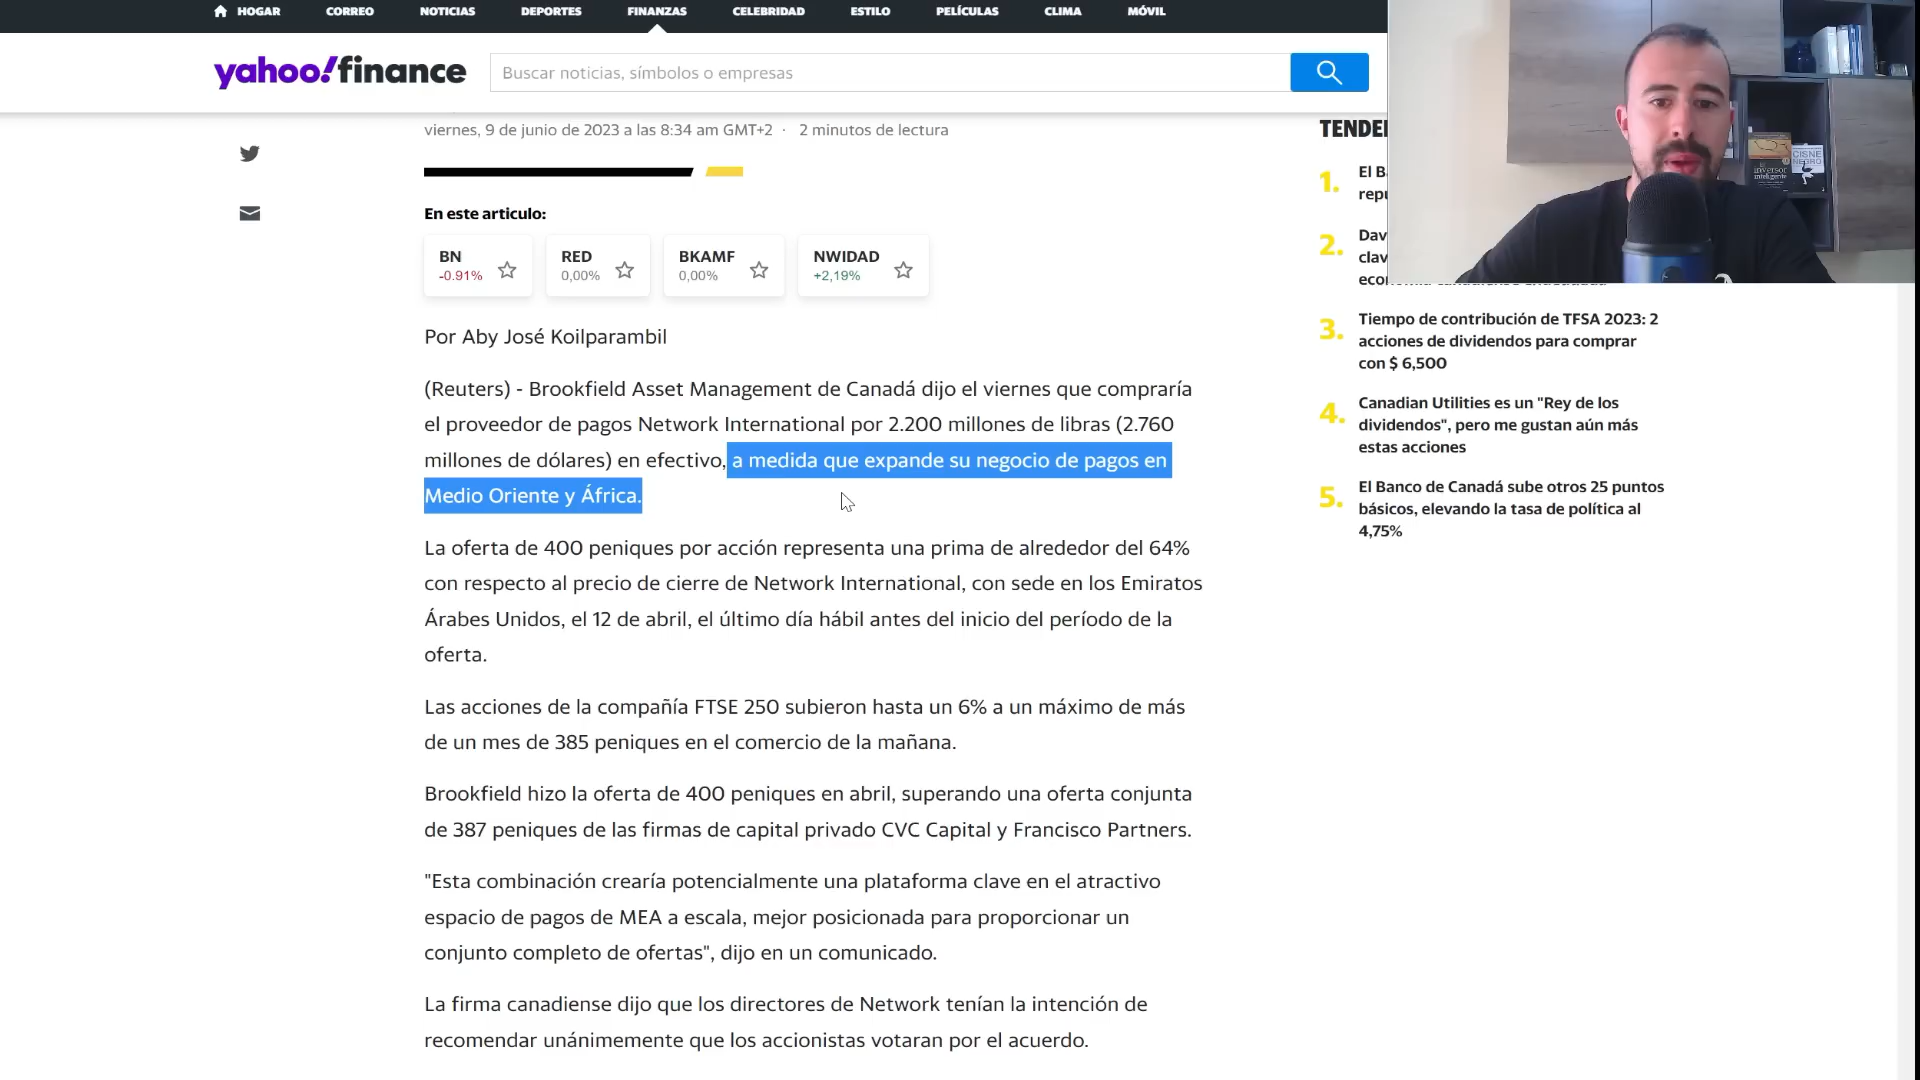 HOGAR CORREO NOTICIAS DEPORTES FINANZAS CELEBRIDAD ESTILO PELÍCULAS CLIMA MÓVIL
yahoo!finance
Buscar noticias, símbolos o empresas
viernes, 9 de junio de 2023 a las 8:34 am GMT+2 · 2 minutos de lectura
En este articulo:
BN
-0.91%
RED
0,00%
BKAMF
0,00%
NWIDAD
+2,19%
Por Aby José Koilparambil
(Reuters) - Brookfield Asset Management de Canadá dijo el viernes que compraría
el proveedor de pagos Network International por 2.200 millones de libras (2.760
millones de dólares) en efectivo, a medida que expande su negocio de pagos en
Medio Oriente y África.
La oferta de 400 peniques por acción representa una prima de alrededor del 64%
con respecto al precio de cierre de Network International, con sede en los Emiratos
Árabes Unidos, el 12 de abril, el último día hábil antes del inicio del período de la
oferta.
Las acciones de la compañía FTSE 250 subieron hasta un 6% a un máximo de más
de un mes de 385 peniques en el comercio de la mañana.
Brookfield hizo la oferta de 400 peniques en abril, superando una oferta conjunta
de 387 peniques de las firmas de capital privado CVC Capital y Francisco Partners.
"Esta combinación crearía potencialmente una plataforma clave en el atractivo
espacio de pagos de MEA a escala, mejor posicionada para proporcionar un
conjunto completo de ofertas", dijo en un comunicado.
La firma canadiense dijo que los directores de Network tenían la intención de
recomendar unánimemente que los accionistas votaran por el acuerdo.
1. El B
2.
3. Tiempo de contribución de TFSA 2023: 2
acciones de dividendos para comprar
con $ 6,500
4. Canadian Utilities es un "Rey de los
dividendos", pero me gustan aún más
estas acciones
5. El Banco de Canadá sube otros 25 puntos
básicos, elevando la tasa de política al
4,75%
inversor
inteligente
CISNE
NEGRO